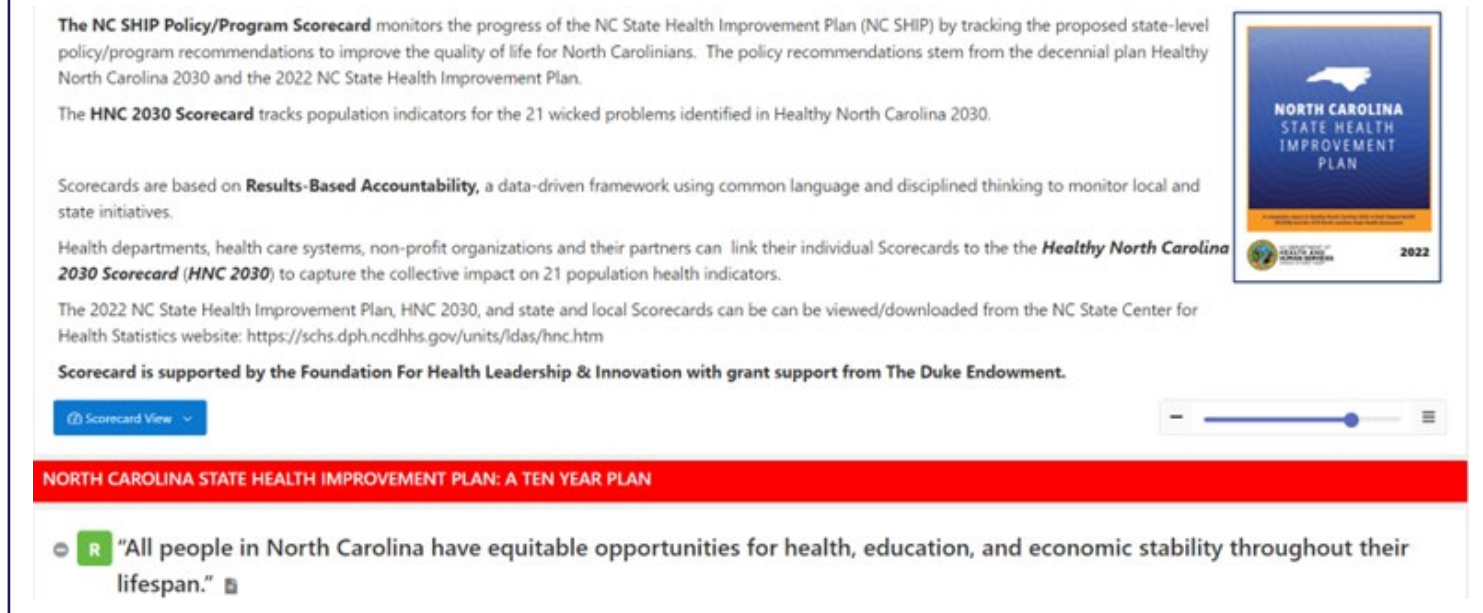 The NC SHIP Policy/Program Scorecard monitors the progress of the NC State Health Improvement Plan (NC SHIP) by tracking the proposed state-level
policy/program recommendations to improve the quality of life for North Carolinians. The policy recommendations stem from the decennial plan Healthy
North Carolina 2030 and the 2022 NC State Health Improvement Plan.
The HNC 2030 Scorecard tracks population indicators for the 21 wicked problems identified in Healthy North Carolina 2030.
Scorecards are based on Results-Based Accountability, a data-driven framework using common language and disciplined thinking to monitor local and
state initiatives.
Health departments, health care systems, non-profit organizations and their partners can link their individual Scorecards to the the Healthy North Carolina
2030 Scorecard (HNC 2030) to capture the collective impact on 21 population health indicators.
The 2022 NC State Health Improvement Plan, HNC 2030, and state and local Scorecards can be can be viewed/downloaded from the NC State Center for
Health Statistics website: https://schs.dph.ncdhhs.gov/units/ldas/hnc.htm
Scorecard is supported by the Foundation For Health Leadership & Innovation with grant support from The Duke Endowment.
NORTH CAROLINA
STATE HEALTH
IMPROVEMENT
PLAN
HEALTH AND
HUMAN SERVICES
2022
Scorecard View
NORTH CAROLINA STATE HEALTH IMPROVEMENT PLAN: A TEN YEAR PLAN
R "All people in North Carolina have equitable opportunities for health, education, and economic stability throughout their
lifespan."